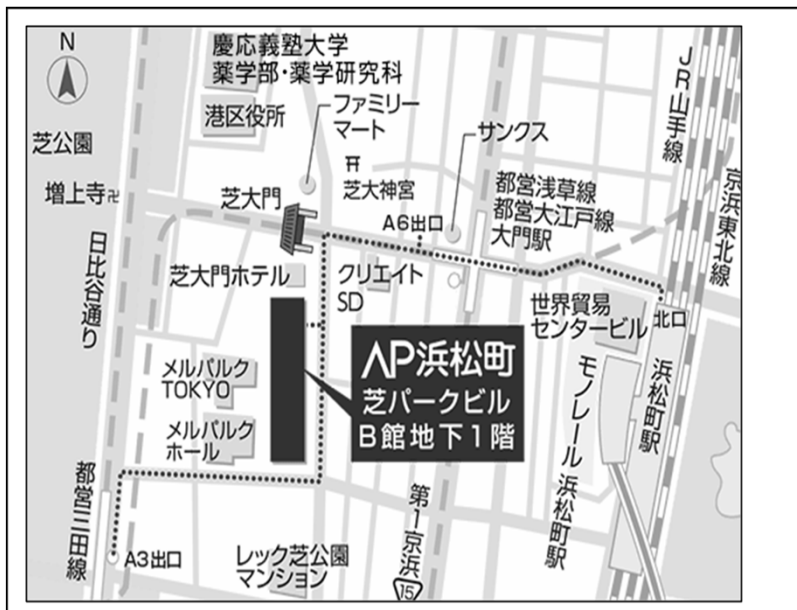 N
慶応義塾大学
薬学部・薬学研究科
港区役所
ファミリー
マート
サンクス
JR山手線
京浜東北線
芝公園
増上寺卍
芝大門
芝大神宮
A6出口
都営浅草線
都営大江戸線
大門駅
日比谷通り
芝大門ホテル
クリエイト
SD
世界貿易
センタービル
北口
AP浜松町
芝パークビル
B館地下1階
メルパルク
TOKYO
メルパルク
ホール
モノレール浜松町駅
浜松町駅
都営三田線
A3出口
レック芝公園
マンション
第1京浜
15